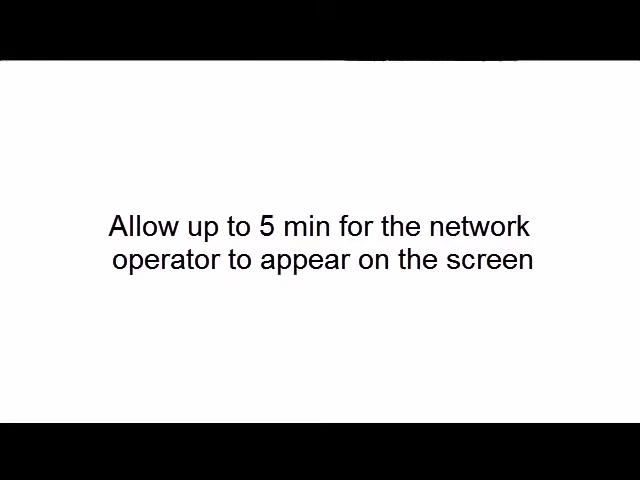 Allow up to 5 min for the network
operator to appear on the screen